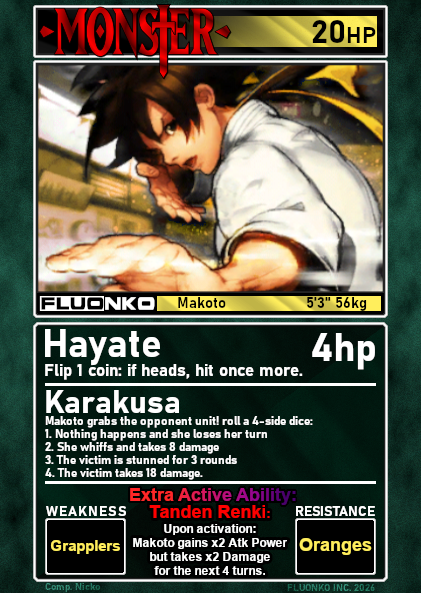 MONSTER
20HP
FLUONKO Makoto 5'3" 56kg
Hayate 4hp
Flip 1 coin: if heads, hit once more.
Karakusa
Makoto grabs the opponent unit! roll a 4-side dice:
1. Nothing happens and she loses her turn
2. She whiffs and takes 8 damage
3. The victim is stunned for 3 rounds
4. The victim takes 18 damage.
Extra Active Ability:
Tanden Renki:
WEAKNESS
Grapplers
Upon activation:
Makoto gains x2 Atk Power
but takes x2 Damage
for the next 4 turns.
RESISTANCE
Oranges
Comp. Nicko
FLUONKO INC. 2026